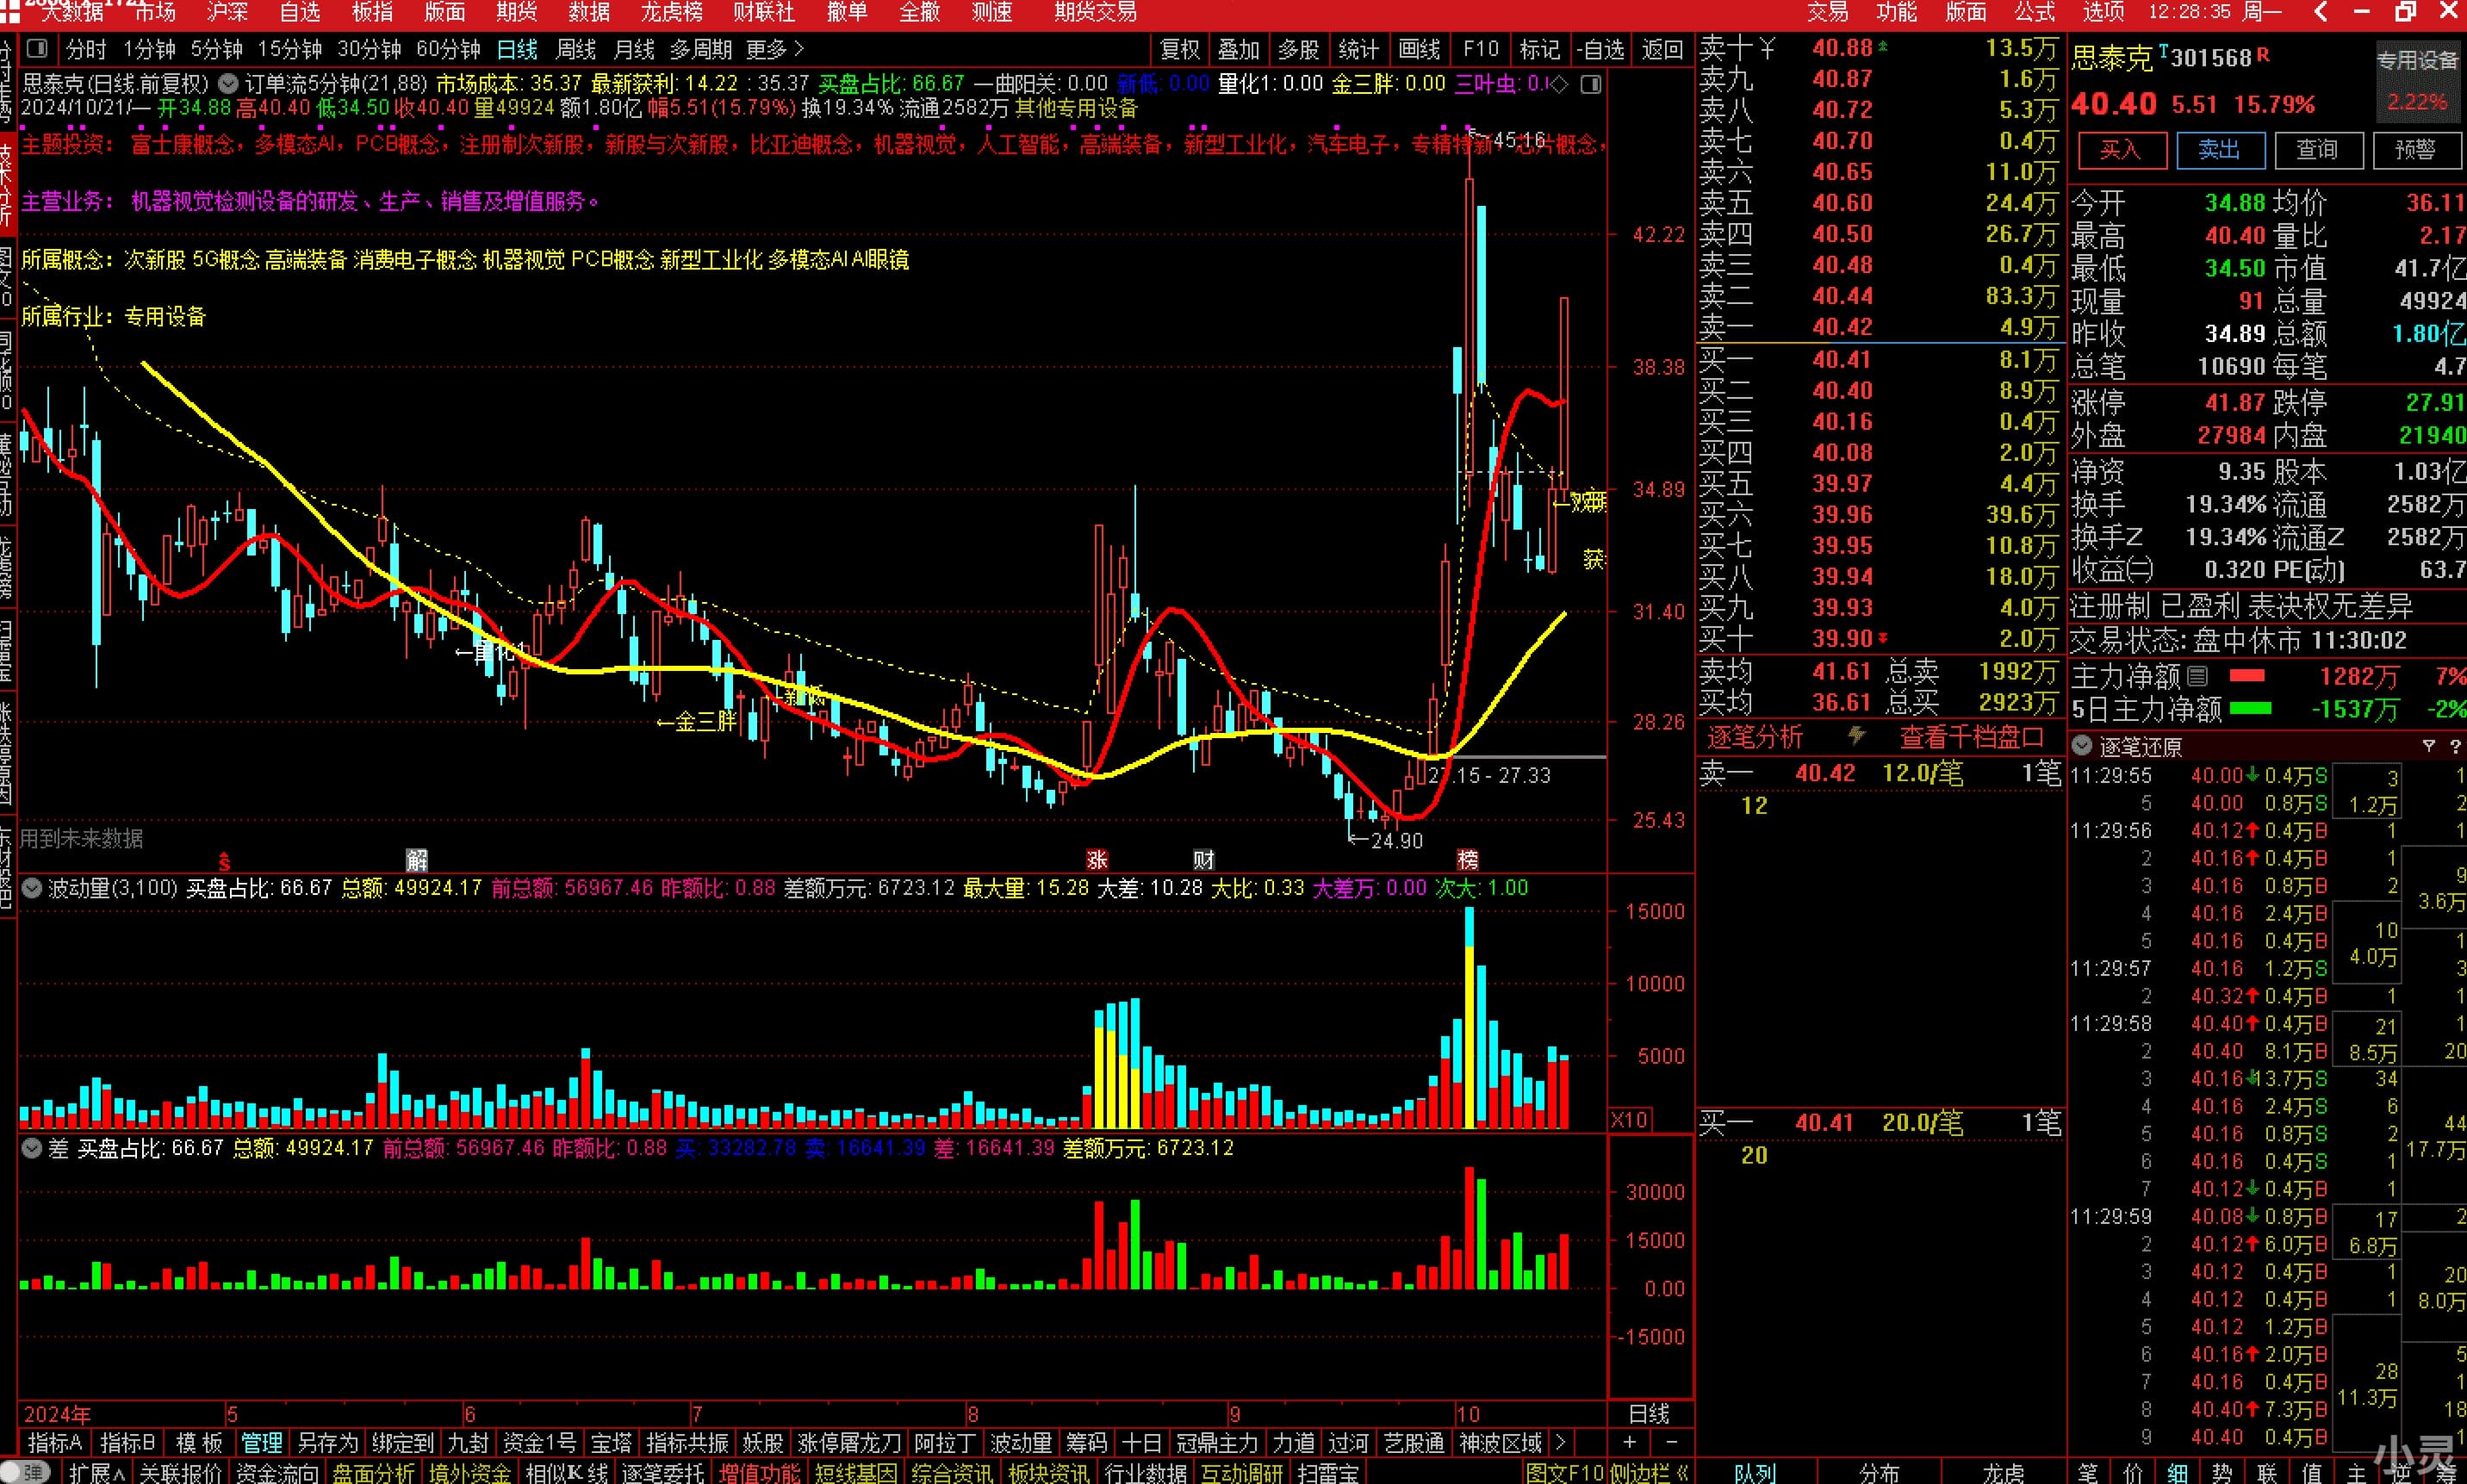 大数据 市场 沪深 自选 板指 版面 期货 数据 龙虎榜 财联社 撤单 全撤 测速 期货交易 交易 功能 版面 公式 选项 12:28:35 周一
分时 1分钟 5分钟 15分钟 30分钟 60分钟 日线 周线 月线 多周期 更多 复权 叠加 多股 统计 画线 F10 标记 -自选 返回
思泰克(日线.前复权) 订单流5分钟(21,88) 市场成本: 35.37 最新获利: 14.22 : 35.37 买盘占比: 66.67 一曲阳关: 0.00 新低: 0.00 量化1: 0.00 金三胖: 0.00 三叶虫: 0.
2024/10/21/一 开34.88 高40.40 低34.50 收40.40 量49924 额1.80亿 幅5.51(15.79%) 换19.34% 流通2582万 其他专用设备
主题投资: 富士康概念, 多模态AI, PCB概念, 注册制次新股, 新股与次新股, 比亚迪概念, 机器视觉, 人工智能, 高端装备, 新型工业化, 汽车电子, 专精特新, 芯片概念,
45.16
主营业务: 机器视觉检测设备的研发、生产、销售及增值服务。
所属概念: 次新股 5G概念 高端装备 消费电子概念 机器视觉 PCB概念 新型工业化 多模态AI AI眼镜
所属行业: 专用设备
42.22
38.38
34.89
31.40
28.26
25.43
←金三胖
新低
获
27.15 - 27.33
←24.90
用到未来数据
S 解 涨 财 榜
波动量(3,100) 买盘占比: 66.67 总额: 49924.17 前总额: 56967.46 昨额比: 0.88 差额万元: 6723.12 最大量: 15.28 大差: 10.28 大比: 0.33 大差万: 0.00 次大: 1.00
15000
10000
5000
X10
差 买盘占比: 66.67 总额: 49924.17 前总额: 56967.46 昨额比: 0.88 买: 33282.78 卖: 16641.39 差: 16641.39 差额万元: 6723.12
30000
15000
0.00
-15000
2024年 5 6 7 8 9 10 日线
指标A 指标B 模板 管理 另存为 绑定到 九封 资金1号 宝塔 指标共振 妖股 涨停屠龙刀 阿拉丁 波动量 筹码 十日 冠鼎主力 力道 过河 艺股通 神波区域 > + -
弹 扩展∧ 关联报价 资金流向 盘面分析 境外资金 相似K线 逐笔委托 增值功能 短线基因 综合资讯 板块资讯 行业数据 互动调研 扫雷宝 图文F10 侧边栏《
卖十¥ 40.88 13.5万
卖九 40.87 1.6万
卖八 40.72 5.3万
卖七 40.70 0.4万
卖六 40.65 11.0万
卖五 40.60 24.4万
卖四 40.50 26.7万
卖三 40.48 0.4万
卖二 40.44 83.3万
卖一 40.42 4.9万
买一 40.41 8.1万
买二 40.40 8.9万
买三 40.16 0.4万
买四 40.08 2.0万
买五 39.97 4.4万
买六 39.96 39.6万
买七 39.95 10.8万
买八 39.94 18.0万
买九 39.93 4.0万
买十 39.90 2.0万
卖均 41.61 总卖 1992万
买均 36.61 总买 2923万
逐笔分析 查看千档盘口
卖一 40.42 12.0/笔 1笔
12
买一 40.41 20.0/笔 1笔
20
队列 分布 龙虎
思泰克 T 301568 R 专用设备
40.40 5.51 15.79% 2.22%
买入 卖出 查询 预警
今开 34.88 均价 36.11
最高 40.40 量比 2.17
最低 34.50 市值 41.7亿
现量 91 总量 49924
昨收 34.89 总额 1.80亿
总笔 10690 每笔 4.7
涨停 41.87 跌停 27.91
外盘 27984 内盘 21940
净资 9.35 股本 1.03亿
换手 19.34% 流通 2582万
换手Z 19.34% 流通Z 2582万
收益㈡ 0.320 PE(动) 63.7
注册制 已盈利 表决权无差异
交易状态: 盘中休市 11:30:02
主力净额 1282万 7%
5日主力净额 -1537万 -2%
逐笔还原 ?
11:29:55 40.00↓ 0.4万S 3 1
5 40.00 0.8万S 1.2万 2
11:29:56 40.12↑ 0.4万B 1 1
2 40.16↑ 0.4万B 1 9
3 40.16 0.8万B 2 3.6万
4 40.16 2.4万B 10
5 40.16 0.4万B 4.0万 1
11:29:57 40.16 1.2万S 3
2 40.32↑ 0.4万B 1 1
11:29:58 40.40↑ 0.4万B 21 1
2 40.40 8.1万B 8.5万 20
3 40.16↓ 13.7万S 34
4 40.16 2.4万S 6 44
5 40.16 0.8万S 2 17.7万
6 40.16 0.4万S 1
7 40.12↓ 0.4万B 1
11:29:59 40.08↓ 0.8万B 17 2
2 40.12↑ 6.0万B 6.8万
3 40.12 0.4万B 1 20
4 40.12 0.4万B 1 8.0万
5 40.12 1.2万B
6 40.16↑ 2.0万B 28 5
7 40.16 0.4万B 11.3万 1
8 40.40↑ 7.3万B 18
9 40.40 0.4万B 1
笔 价 细 势 联 值 主 逆 筹
小灵